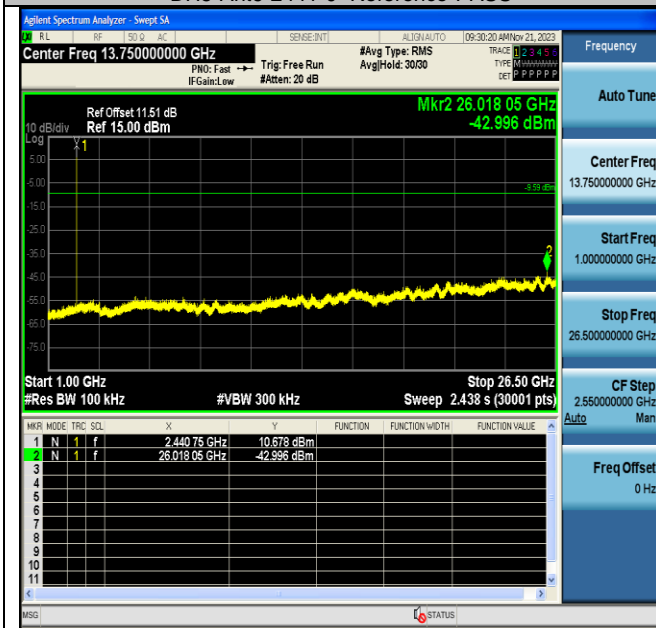 Agilent Spectrum Analyzer - Swept SA
RL RF 50 Ω AC SENSE:INT ALIGNAUTO 09:30:20 AM Nov 21, 2023
Center Freq 13.750000000 GHz #Avg Type: RMS TRACE 1 2 3 4 5 6
PNO: Fast Trig: Free Run Avg|Hold: 30/30 TYPE M
IFGain:Low #Atten: 20 dB DET P P P P P
Ref Offset 11.51 dB Mkr2 26.018 05 GHz
10 dB/div Ref 15.00 dBm -42.996 dBm
Log
1
5.00
-5.00
-9.59 dBm
-15.0
-25.0
-35.0
2
-45.0
-55.0
-65.0
-75.0
Start 1.00 GHz Stop 26.50 GHz
#Res BW 100 kHz #VBW 300 kHz Sweep 2.438 s (30001 pts)
MKR MODE TRC SCL X Y FUNCTION FUNCTION WIDTH FUNCTION VALUE
1 N 1 f 2.440 75 GHz 10.678 dBm
2 N 1 f 26.018 05 GHz -42.996 dBm
3
4
5
6
7
8
9
10
11
MSG STATUS
Frequency
Auto Tune
Center Freq
13.750000000 GHz
Start Freq
1.000000000 GHz
Stop Freq
26.500000000 GHz
CF Step
2.550000000 GHz
Auto Man
Freq Offset
0 Hz